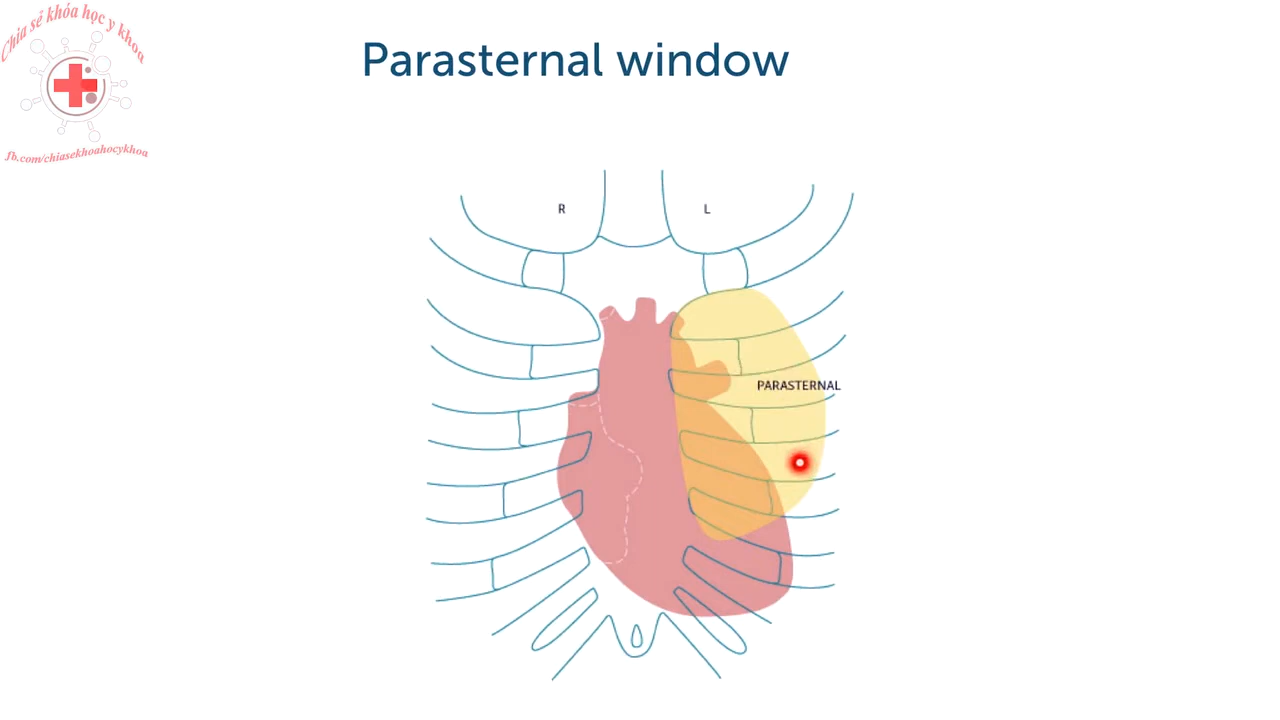 Chia sẻ khóa học y khoa
fb.com/chiasekhoahocykhoa
Parasternal window
R
L
PARASTERNAL